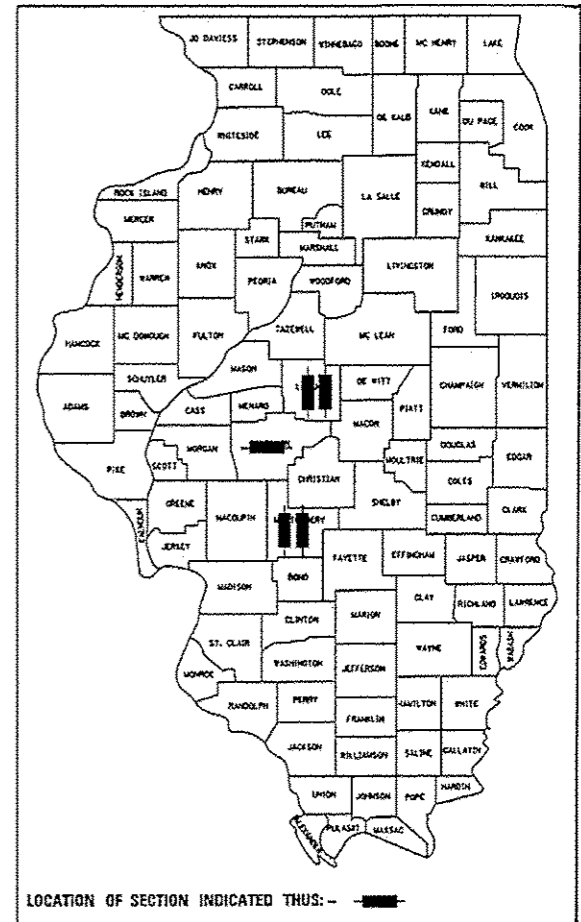 JO DAVIESS STEPHENSON WINNEBAGO BOONE MC HENRY LAKE
CARROLL OGLE DE KALB KANE DU PAGE COOK
WHITESIDE LEE KENDALL WILL
ROCK ISLAND HENRY BUREAU LA SALLE GRUNDY
MERCER STARK PUTNAM MARSHALL KANKAKEE
HENDERSON WARREN KNOX PEORIA WOODFORD LIVINGSTON IROQUOIS
HANCOCK MC DONOUGH FULTON TAZEWELL MC LEAN FORD
SCHUYLER MASON DE WITT CHAMPAIGN VERMILION
ADAMS BROWN CASS MENARD MACON PIATT
PIKE SCOTT MORGAN CHRISTIAN MOULTRIE DOUGLAS EDGAR
COLES
GREENE MACOUPIN SHELBY CUMBERLAND CLARK
CALHOUN JERSEY FAYETTE EFFINGHAM JASPER CRAWFORD
MADISON BOND CLAY RICHLAND LAWRENCE
CLINTON MARION WAYNE EDWARDS WABASH
ST. CLAIR WASHINGTON JEFFERSON
MONROE RANDOLPH PERRY FRANKLIN HAMILTON WHITE
JACKSON WILLIAMSON SALINE GALLATIN
UNION JOHNSON POPE HARDIN
ALEXANDER PULASKI MASSAC
LOCATION OF SECTION INDICATED THUS: -